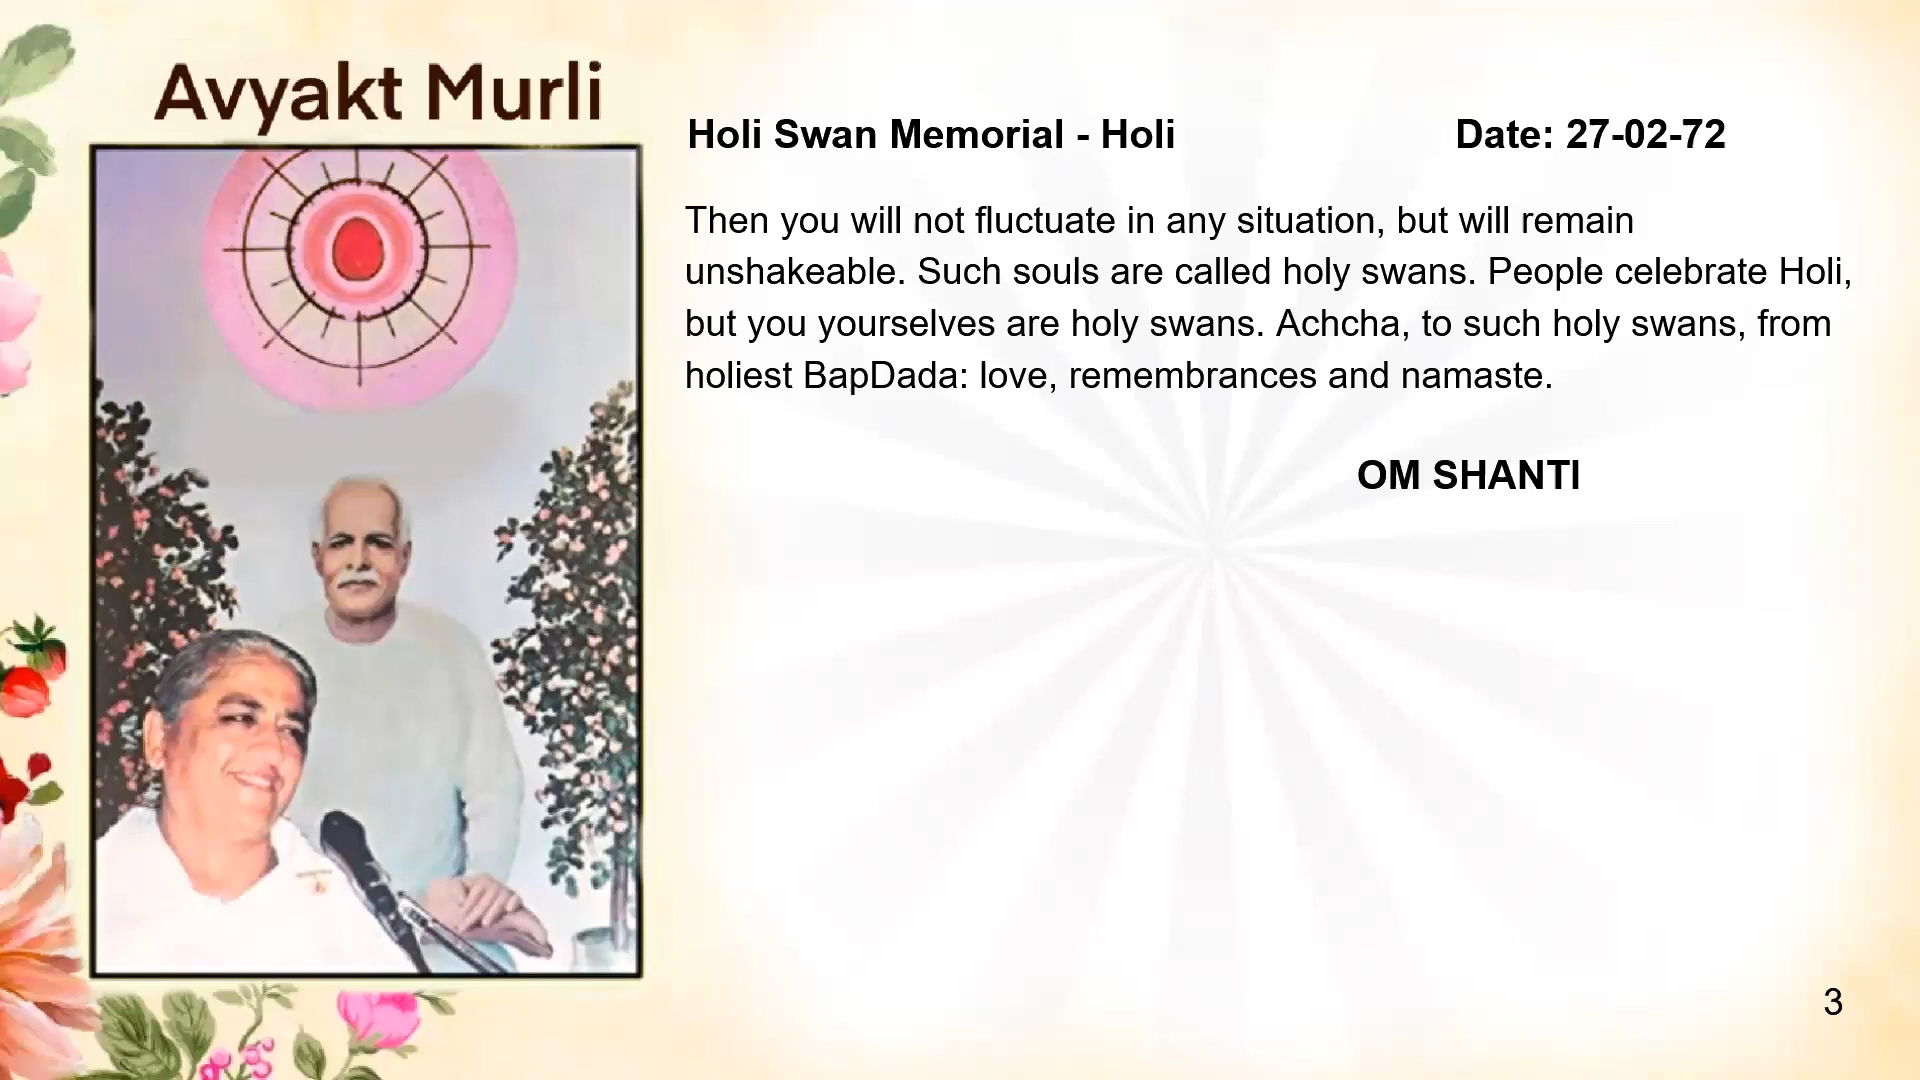 Avyakt Murli
Holi Swan Memorial - Holi Date: 27-02-72
Then you will not fluctuate in any situation, but will remain
unshakeable. Such souls are called holy swans. People celebrate Holi,
but you yourselves are holy swans. Achcha, to such holy swans, from
holiest BapDada: love, remembrances and namaste.
OM SHANTI
3